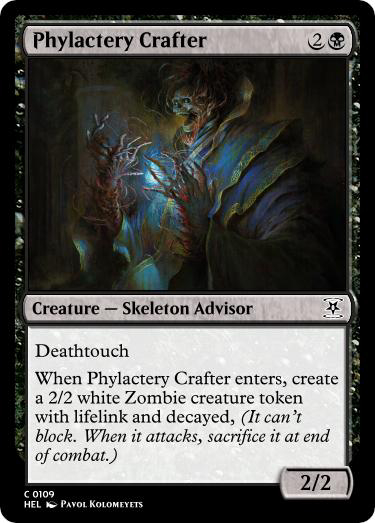 Phylactery Crafter 2
Creature — Skeleton Advisor
Deathtouch
When Phylactery Crafter enters, create
a 2/2 white Zombie creature token
with lifelink and decayed, (It can't
block. When it attacks, sacrifice it at end
of combat.)
2/2
C 0109
HEL Pavol Kolomeyets